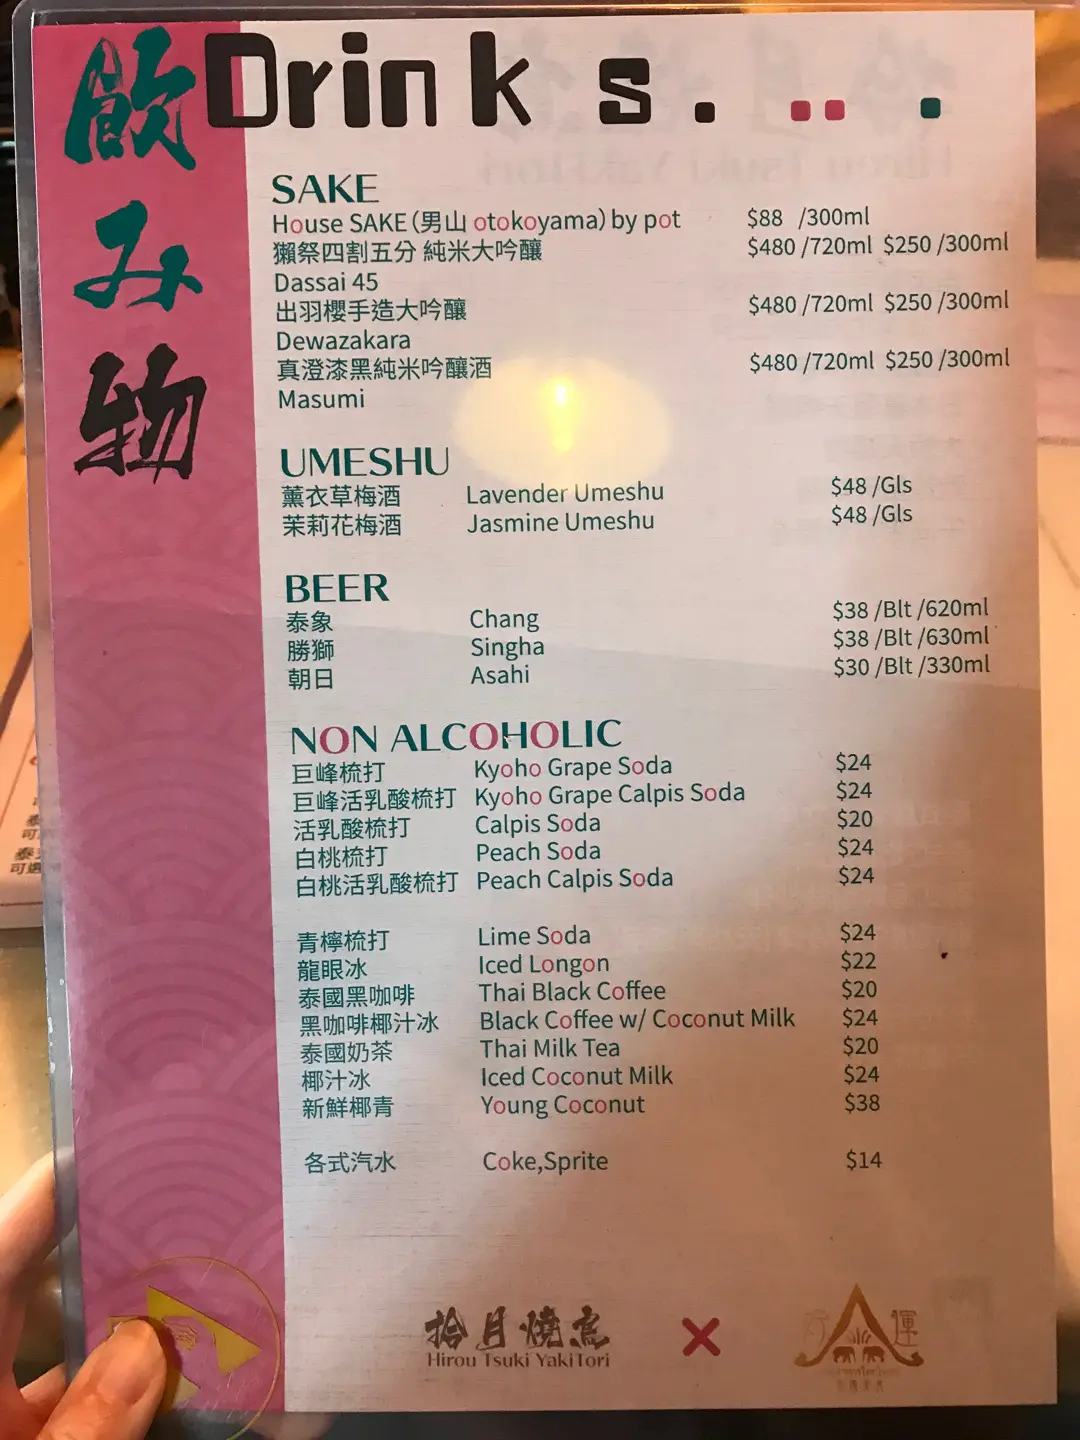 飲み物
Drinks. .. .
SAKE
House SAKE(男山 otokoyama) by pot $88 /300ml
獺祭四割五分 純米大吟釀 $480 /720ml $250 /300ml
Dassai 45
出羽櫻手造大吟釀 $480 /720ml $250 /300ml
Dewazakara
真澄漆黑純米吟釀酒 $480 /720ml $250 /300ml
Masumi
UMESHU
薰衣草梅酒 Lavender Umeshu $48 /Gls
茉莉花梅酒 Jasmine Umeshu $48 /Gls
BEER
泰象 Chang $38 /Blt /620ml
勝獅 Singha $38 /Blt /630ml
朝日 Asahi $30 /Blt /330ml
NON ALCOHOLIC
巨峰梳打 Kyoho Grape Soda $24
巨峰活乳酸梳打 Kyoho Grape Calpis Soda $24
活乳酸梳打 Calpis Soda $20
白桃梳打 Peach Soda $24
白桃活乳酸梳打 Peach Calpis Soda $24
青檸梳打 Lime Soda $24
龍眼冰 Iced Longon $22
泰國黑咖啡 Thai Black Coffee $20
黑咖啡椰汁冰 Black Coffee w/ Coconut Milk $24
泰國奶茶 Thai Milk Tea $20
椰汁冰 Iced Coconut Milk $24
新鮮椰青 Young Coconut $38
各式汽水 Coke,Sprite $14
拾月燒鳥
Hirou Tsuki YakiTori
運